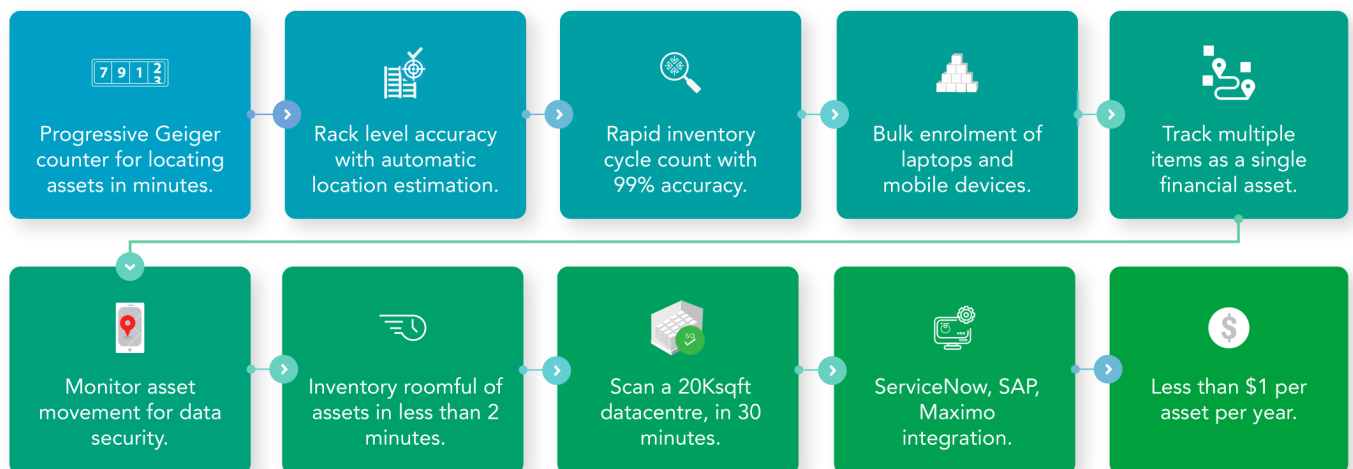 7 9 1 2
3
Progressive Geiger
counter for locating
assets in minutes.
Rack level accuracy
with automatic
location estimation.
Rapid inventory
cycle count with
99% accuracy.
Bulk enrolment of
laptops and
mobile devices.
Track multiple
items as a single
financial asset.
Monitor asset
movement for data
security.
Inventory roomful of
assets in less than 2
minutes.
Scan a 20Ksqft
datacentre, in 30
minutes.
ServiceNow, SAP,
Maximo
integration.
$
Less than $1 per
asset per year.